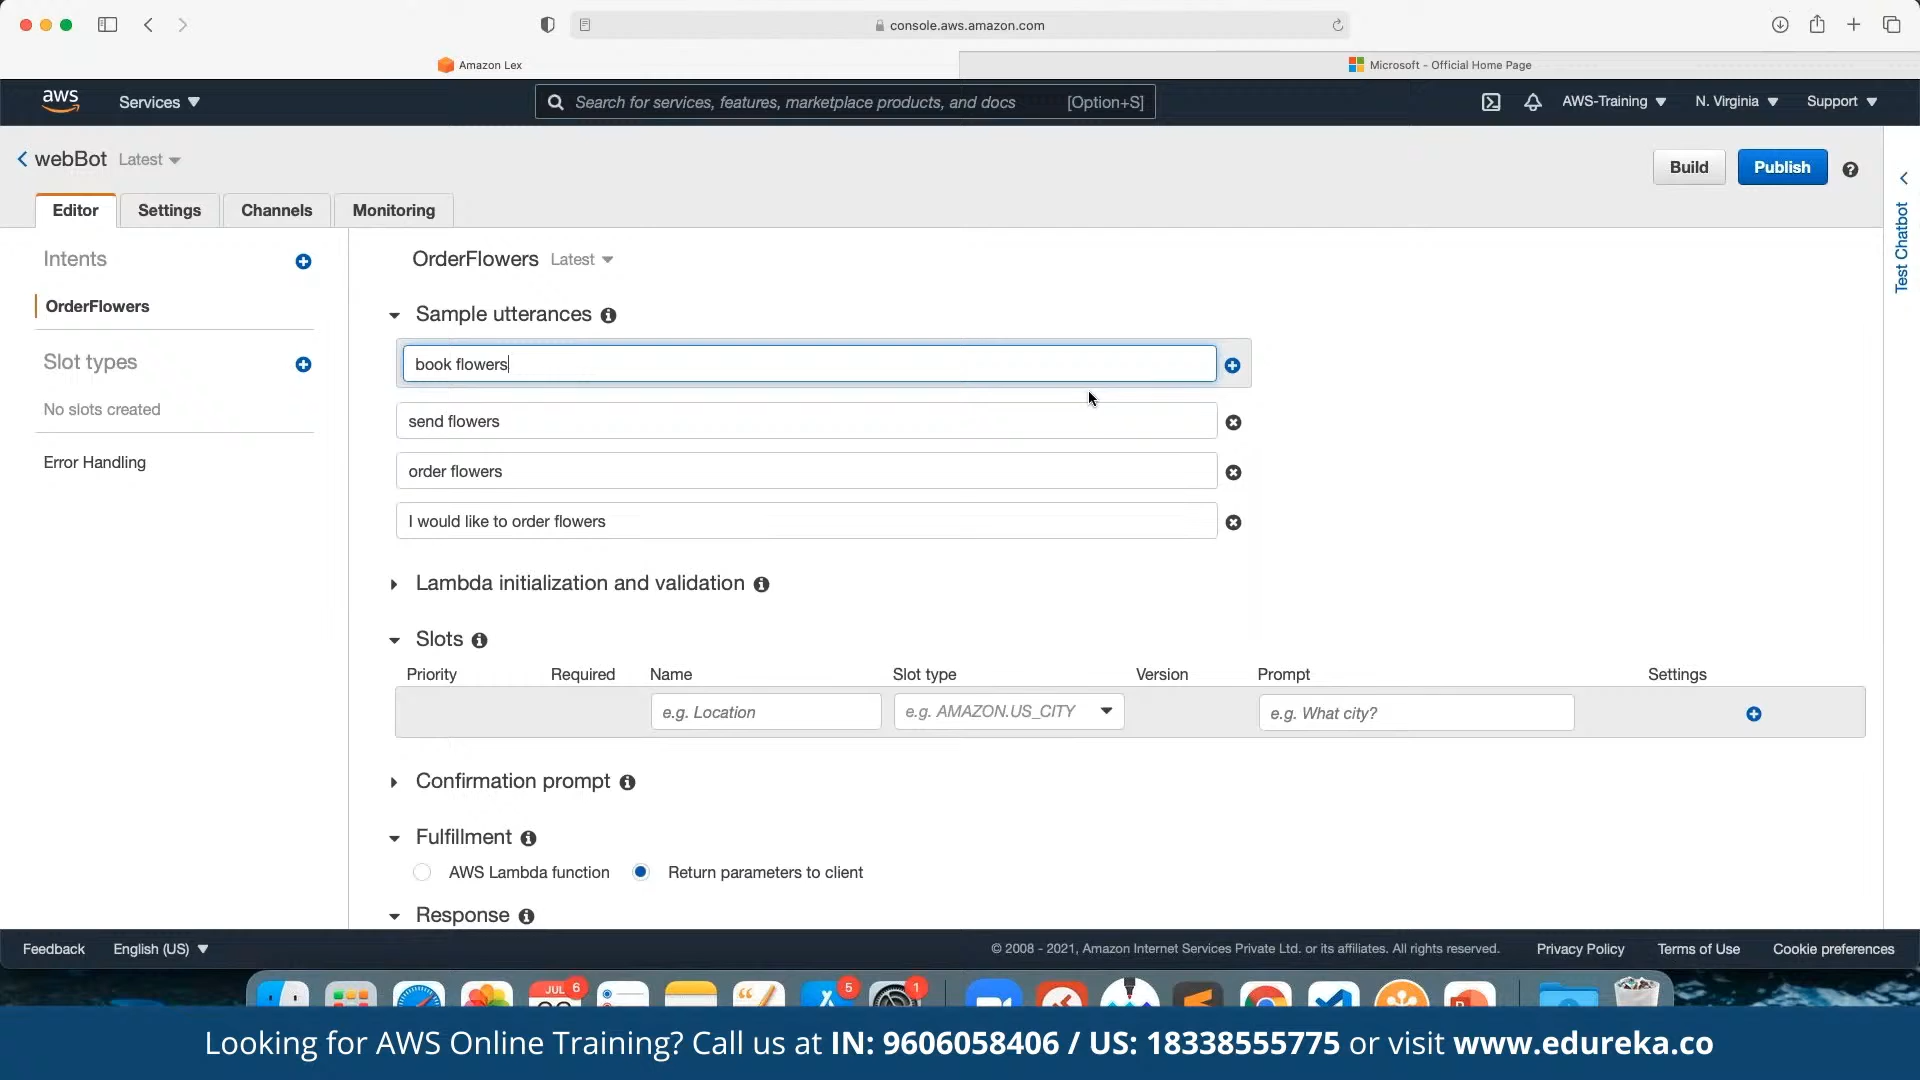 console.aws.amazon.com
Amazon Lex
Microsoft - Official Home Page
aws
Services
Search for services, features, marketplace products, and docs [Option+S]
AWS-Training
N. Virginia
Support
webBot Latest
Build
Publish
Editor
Settings
Channels
Monitoring
Test Chatbot
Intents
OrderFlowers
Slot types
No slots created
Error Handling
OrderFlowers Latest
Sample utterances
book flowers
send flowers
order flowers
I would like to order flowers
Lambda initialization and validation
Slots
Priority Required Name Slot type Version Prompt Settings
e.g. Location e.g. AMAZON.US_CITY e.g. What city?
Confirmation prompt
Fulfillment
AWS Lambda function Return parameters to client
Response
Feedback English (US) © 2008 - 2021, Amazon Internet Services Private Ltd. or its affiliates. All rights reserved. Privacy Policy Terms of Use Cookie preferences
JUL 6 5 1
Looking for AWS Online Training? Call us at IN: 9606058406 / US: 18338555775 or visit www.edureka.co